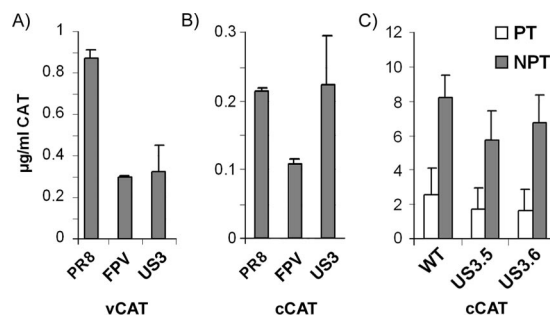 A)
µg/ml CAT
1
0.8
0.6
0.4
0.2
0
PR8
FPV
US3
vCAT
B)
0.3
0.2
0.1
0
PR8
FPV
US3
cCAT
C)
PT
NPT
12
10
8
6
4
2
0
WT
US3.5
US3.6
cCAT